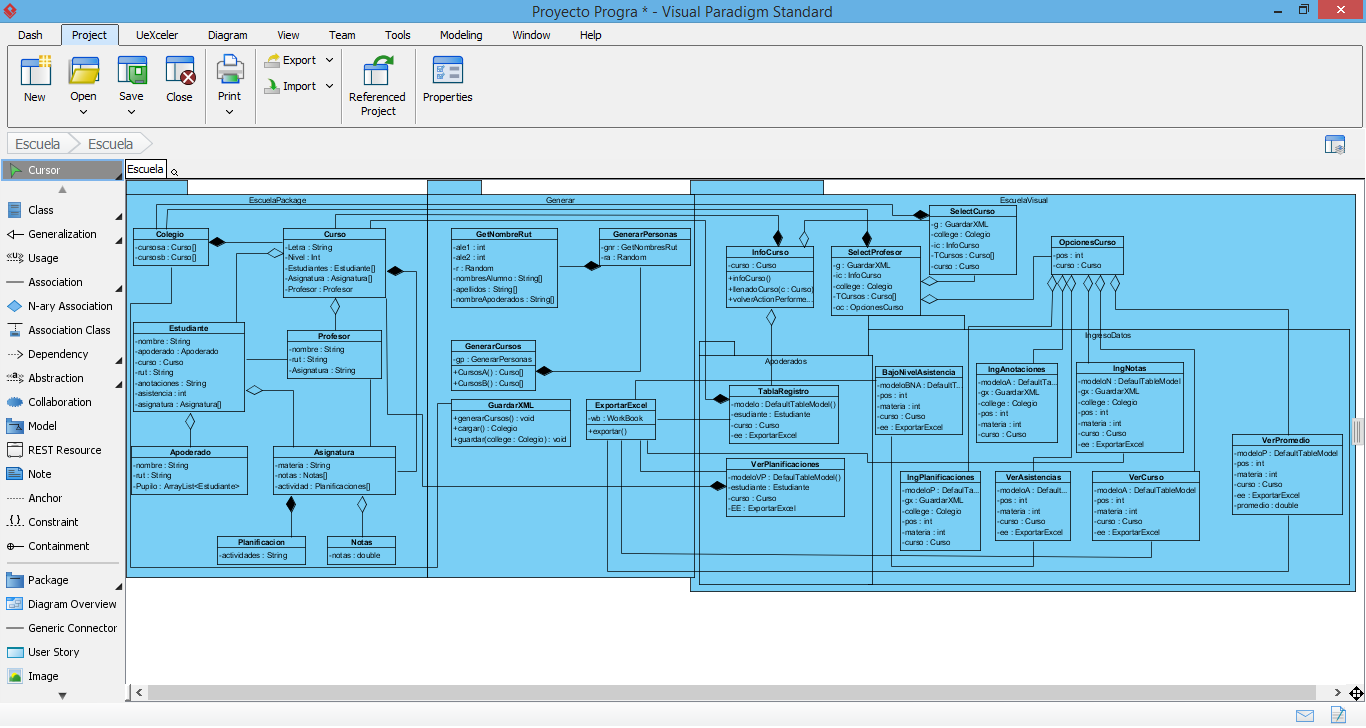 Proyecto Progra * - Visual Paradigm Standard
Dash
Project
UeXceler
Diagram
View
Team
Tools
Modeling
Window
Help
New
Open
Save
Close
Print
Export
Import
Referenced
Project
Properties
Escuela
Escuela
Cursor
Class
Generalization
Usage
Association
N-ary Association
Association Class
Dependency
Abstraction
Collaboration
Model
REST Resource
Note
Anchor
Constraint
Containment
Package
Diagram Overview
Generic Connector
User Story
Image
Escuela
EscuelaPackage
Colegio
-cursosa : Curso[]
-cursosb : Curso[]
Curso
-Letra : String
-Nivel : Int
-Estudiantes : Estudiante[]
-Asignatura : Asignatura[]
-Profesor : Profesor
Estudiante
-nombre : String
-apoderado : Apoderado
-curso : Curso
-rut : String
-anotaciones : String
-asistencia : int
-asignatura : Asignatura[]
Profesor
-nombre : String
-rut : String
-Asignatura : String
Apoderado
-nombre : String
-rut : String
-Pupilo : ArrayList<Estudiante>
Asignatura
-materia : String
-notas : Notas[]
-actividad : Planificaciones[]
Planificacion
-actividades : String
Notas
-notas : double
Generar
GetNombreRut
-ale1 : int
-ale2 : int
-r : Random
-nombresAlumno : String[]
-apellidos : String[]
-nombreApoderados : String[]
GenerarPersonas
-gnr : GetNombresRut
-ra : Random
GenerarCursos
-gp : GenerarPersonas
+CursosA() : Curso[]
+CursosB() : Curso[]
GuardarXML
+generarCursos() : void
+cargar() : Colegio
+guardar(college : Colegio) : void
ExportarExcel
-wb : WorkBook
+exportar()
EscuelaVisual
InfoCurso
-curso : Curso
+infoCurso()
+llenadoCurso(c : Curso)
+volverActionPerforme...
SelectProfesor
-g : GuardarXML
-ic : InfoCurso
-college : Colegio
-TCursos : Curso[]
-oc : OpcionesCurso
SelectCurso
-g : GuardarXML
-college : Colegio
-ic : InfoCurso
-TCursos : Curso[]
-curso : Curso
OpcionesCurso
-pos : int
-curso : Curso
Apoderados
TablaRegistro
-modelo : DefaultTableModel()
-esudiante : Estudiante
-curso : Curso
-ee : ExportarExcel
VerPlanificaciones
-modeloVP : DefaulTableModel()
-estudiante : Estudiante
-curso : Curso
-EE : ExportarExcel
IngresoDatos
BajoNivelAsistencia
-modeloBNA : DefaultT...
-pos : int
-materia : int
-curso : Curso
-ee : ExportarExcel
IngAnotaciones
-modeloA : DefaultTa...
-gx : GuardarXML
-college : Colegio
-pos : int
-materia : int
-curso : Curso
IngNotas
-modeloN : DefaultTableModel
-gx : GuardarXML
-college : Colegio
-pos : int
-materia : int
-curso : Curso
-ee : ExportarExcel
IngPlanificaciones
-modeloP : DefaulTa...
-gx : GuardarXML
-college : Colegio
-pos : int
-materia : int
-curso : Curso
VerAsistencias
-modeloA : Default...
-pos : int
-materia : int
-curso : Curso
-ee : ExportarExcel
VerCurso
-modeloA : DefaulTableModel
-pos : int
-materia : int
-curso : Curso
-ee : ExportarExcel
VerPromedio
-modeloP : DefaultTableModel
-pos : int
-materia : int
-curso : Curso
-ee : ExportarExcel
-promedio : double